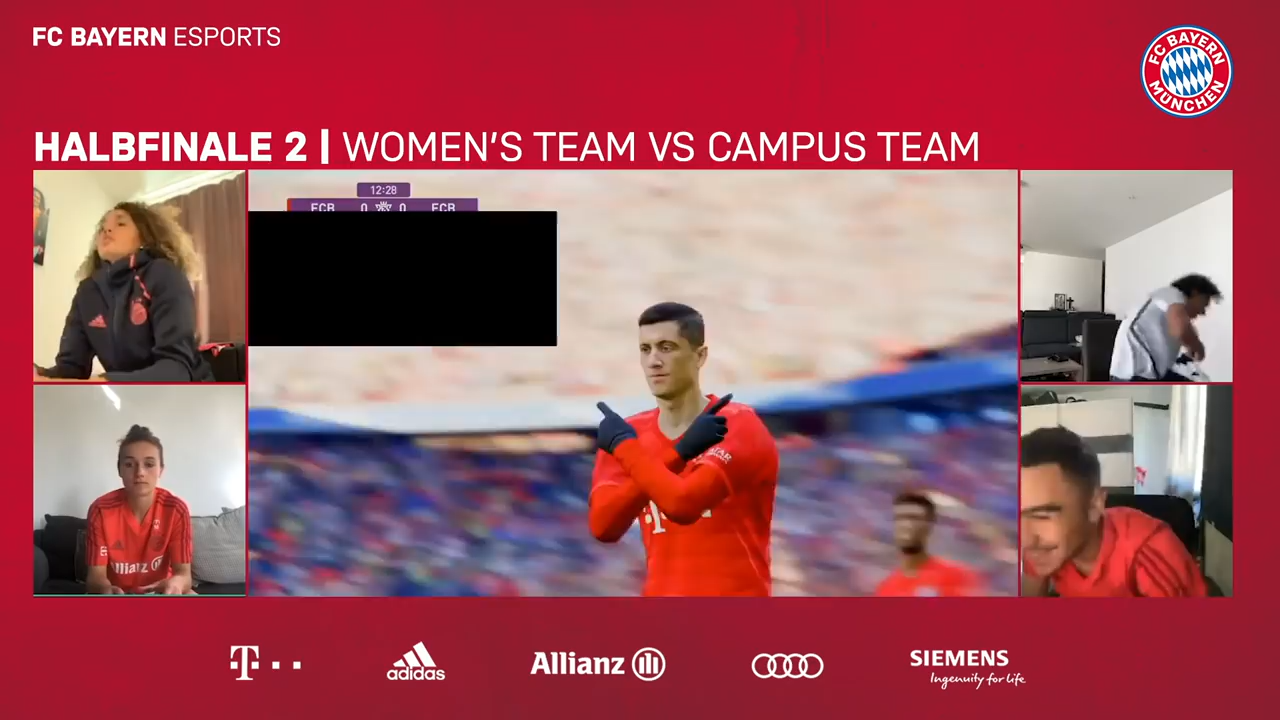 FC BAYERN ESPORTS
FC BAYERN
MÜNCHEN
HALBFINALE 2 | WOMEN'S TEAM VS CAMPUS TEAM
12:28
FCB 0 0 FCB
Allianz
T
adidas
Allianz
SIEMENS
Ingenuity for life